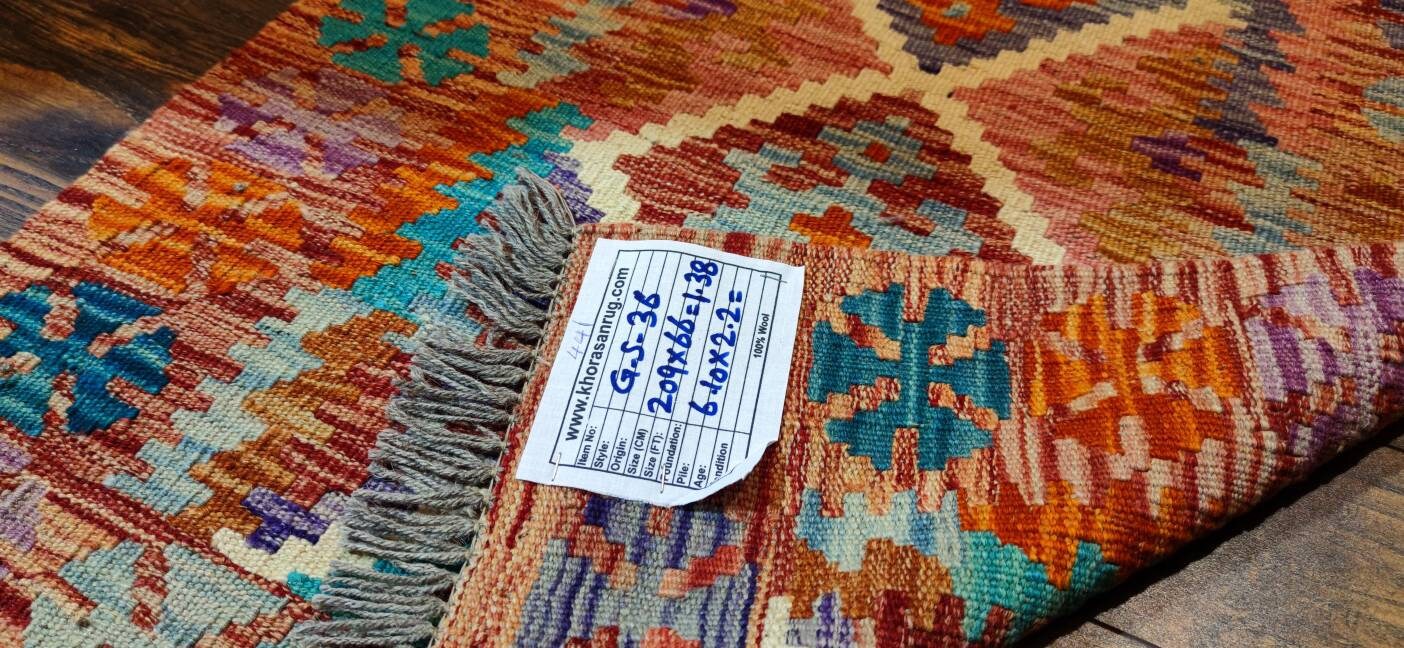 441
www.khorasanrug.com
Item No:
Style: G-S-36
Origin:
Size (CM) 209x66=1.38
Size (FT): 6.10x2.2=
Foundation:
Pile: 100% Wool
Age:
ndition